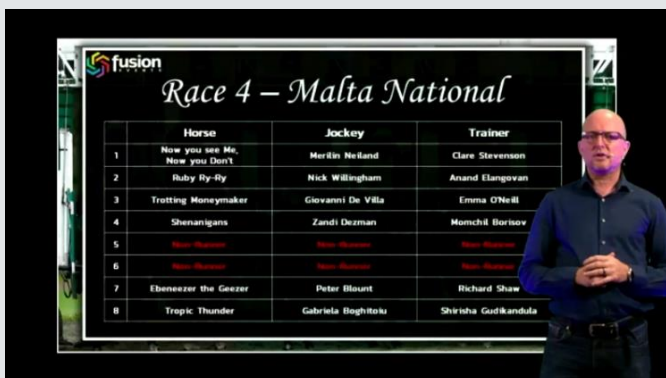 fusion
EVENTS
Race 4 – Malta National
Horse Jockey Trainer
1 Now you see Me, Now you Don't Merilin Neiland Clare Stevenson
2 Ruby Ry-Ry Nick Willingham Anand Elangovan
3 Trotting Moneymaker Giovanni De Villa Emma O'Neill
4 Shenanigans Zandi Dezman Momchil Borisov
5 Non-Runner Non-Runner Non-Runner
6 Non-Runner Non-Runner Non-Runner
7 Ebeneezer the Geezer Peter Blount Richard Shaw
8 Tropic Thunder Gabriela Boghitoiu Shirisha Gudikandula